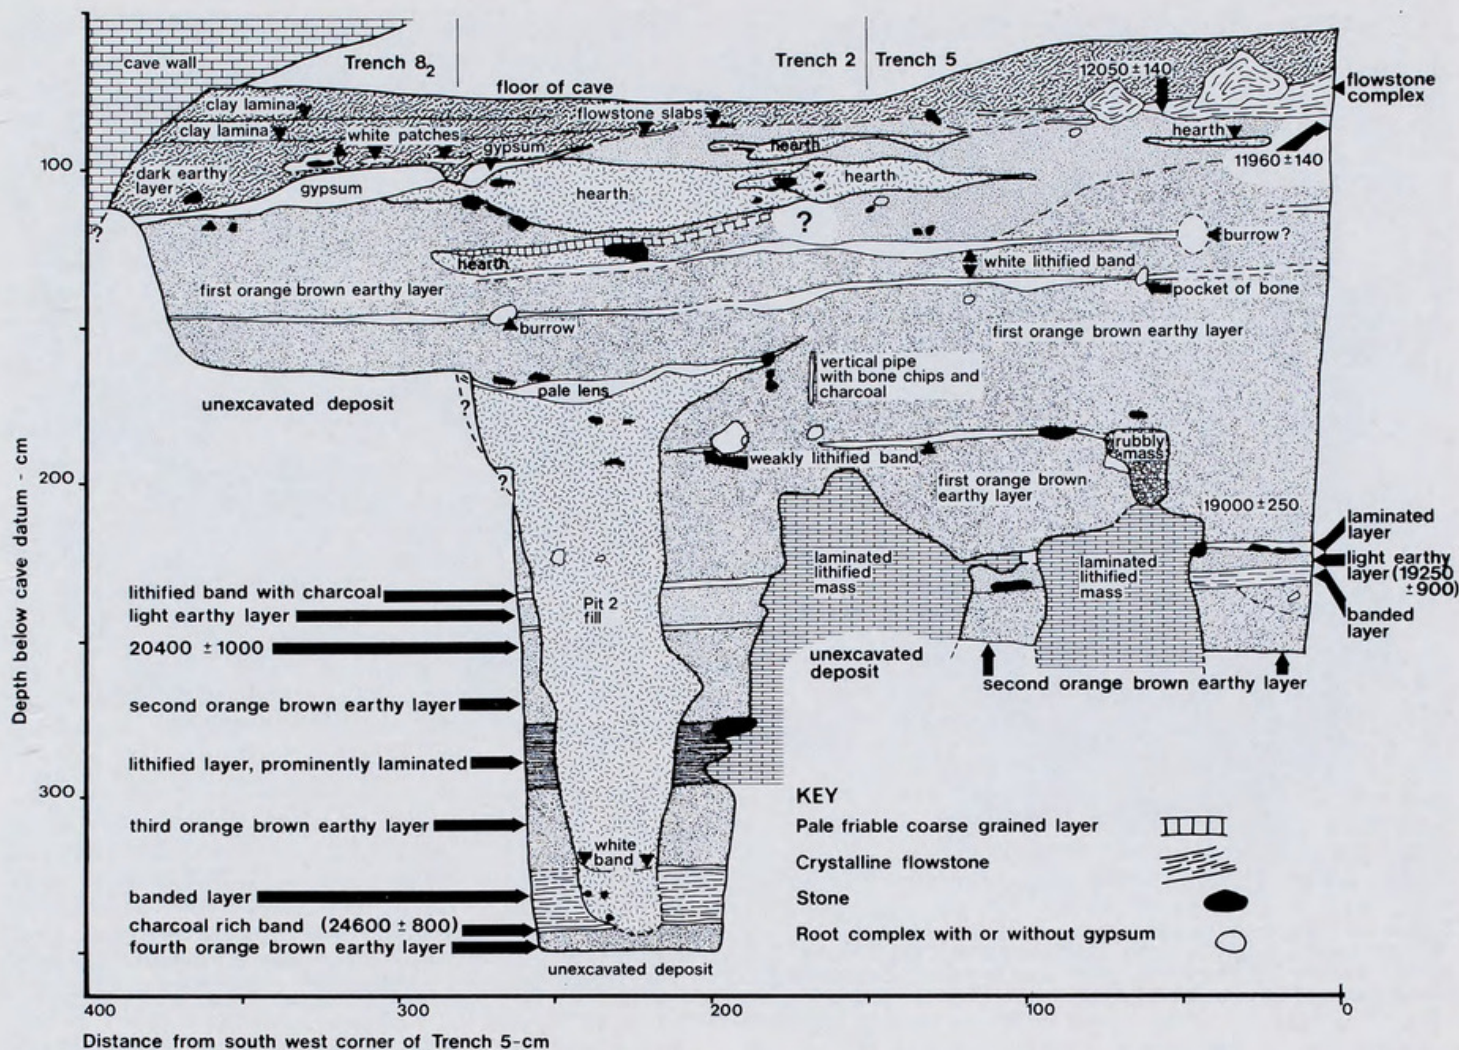 cave wall
Trench 8₂
Trench 2
Trench 5
floor of cave
12050 ± 140
flowstone
complex
clay lamina
clay lamina
white patches
flowstone slabs
gypsum
hearth
hearth
11960 ± 140
100
dark earthy
layer
gypsum
hearth
hearth
?
?
burrow?
hearth
white lithified band
first orange brown earthy layer
pocket of bone
burrow
first orange brown earthy layer
vertical pipe
with bone chips and
charcoal
pale lens
unexcavated deposit
?
rubbly
mass
weakly lithified band
200
?
first orange brown
earthy layer
19000 ± 250
laminated
layer
light earthy
layer (19250
± 900)
banded
layer
laminated
lithified
mass
laminated
lithified
mass
lithified band with charcoal
light earthy layer
20400 ± 1000
Pit 2
fill
unexcavated
deposit
second orange brown earthy layer
second orange brown earthy layer
lithified layer, prominently laminated
300
third orange brown earthy layer
white
band
banded layer
charcoal rich band (24600 ± 800)
fourth orange brown earthy layer
unexcavated deposit
KEY
Pale friable coarse grained layer
Crystalline flowstone
Stone
Root complex with or without gypsum
Depth below cave datum - cm
400
300
200
100
0
Distance from south west corner of Trench 5-cm